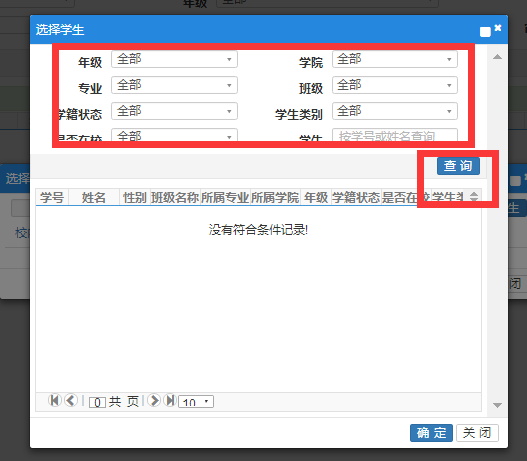 年级 全部
选择学生
年级 全部 学院 全部
专业 全部 班级 全部
学籍状态 全部 学生类别 全部
是否在校 全部 学生 按学号或姓名查询
选择
查 询
生
校
学号 姓名 性别 班级名称 所属专业 所属学院 年级 学籍状态 是否在校 学生类
没有符合条件记录!
闭
0 共 页 10
确 定 关 闭